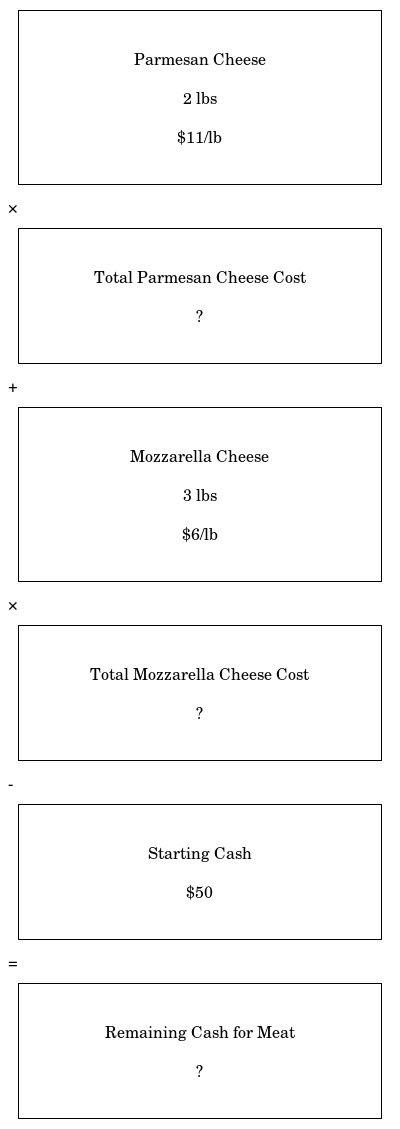 Parmesan Cheese
2 lbs
$11/lb
×
Total Parmesan Cheese Cost
?
+
Mozzarella Cheese
3 lbs
$6/lb
×
Total Mozzarella Cheese Cost
?
-
Starting Cash
$50
=
Remaining Cash for Meat
?